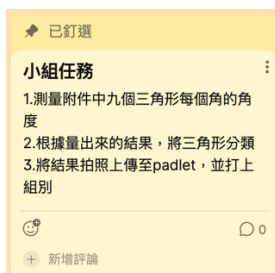 已釘選
小組任務
1.測量附件中九個三角形每個角的角
度
2.根據量出來的結果，將三角形分類
3.將結果拍照上傳至padlet，並打上
組別
0
新增評論